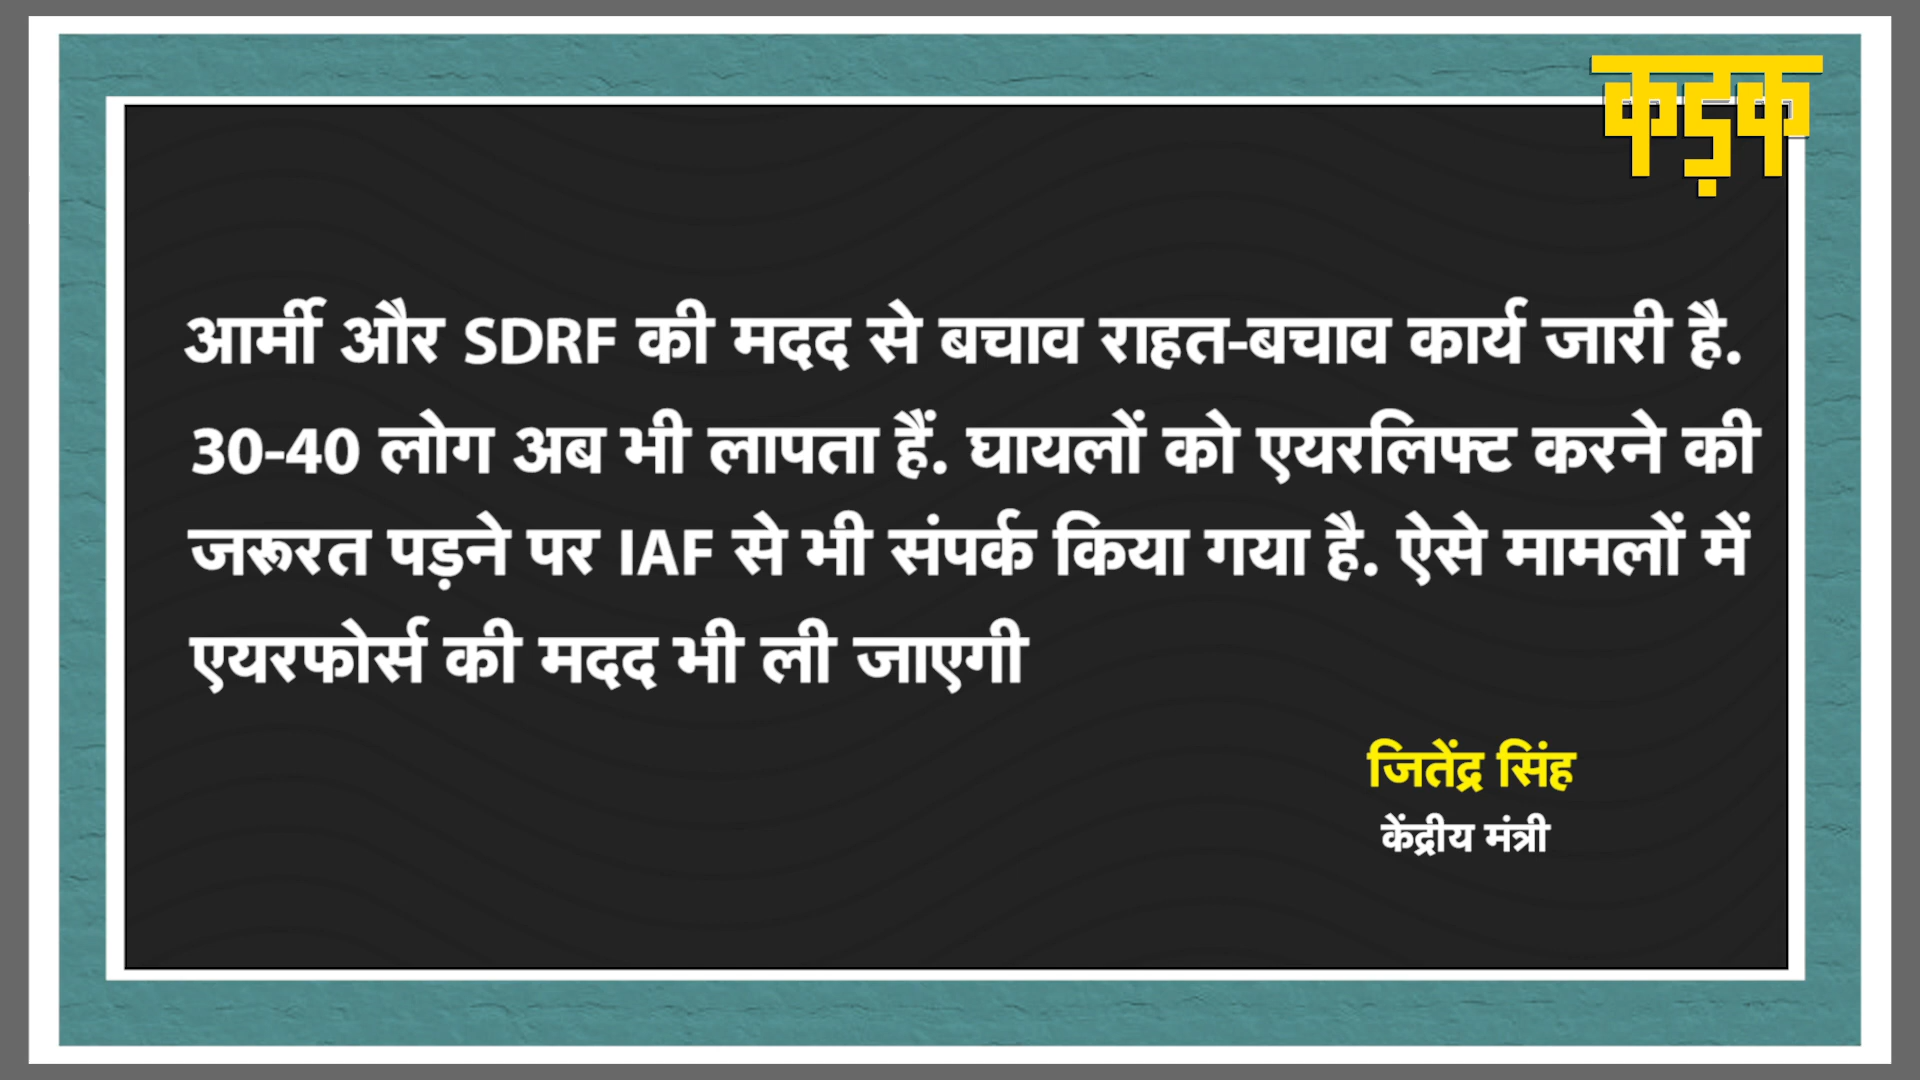 कड़क
आर्मी और SDRF की मदद से बचाव राहत-बचाव कार्य जारी है.
30-40 लोग अब भी लापता हैं. घायलों को एयरलिफ्ट करने की
जरूरत पड़ने पर IAF से भी संपर्क किया गया है. ऐसे मामलों में
एयरफोर्स की मदद भी ली जाएगी
जितेंद्र सिंह
केंद्रीय मंत्री